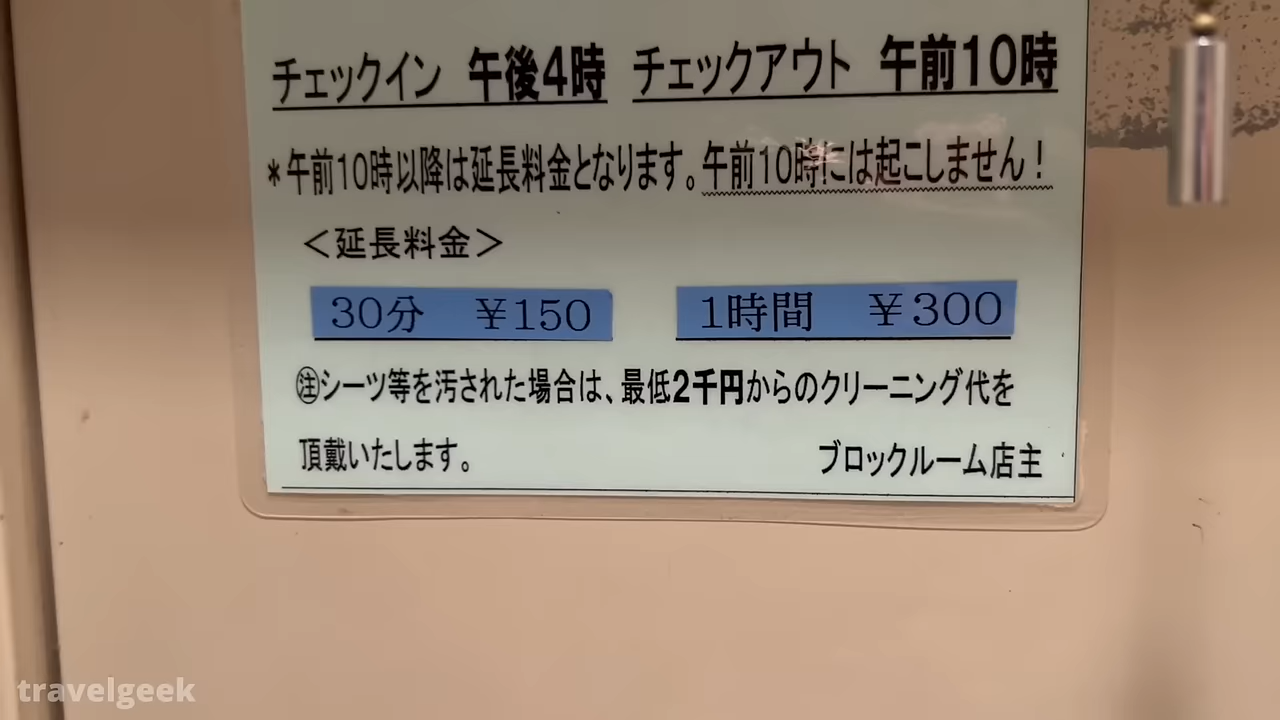 チェックイン 午後4時 チェックアウト 午前10時
*午前10時以降は延長料金となります。午前10時には起こしません!
<延長料金>
30分 ¥150 1時間 ¥300
㊟シーツ等を汚された場合は、最低2千円からのクリーニング代を
頂戴いたします。 ブロックルーム店主
travelgeek